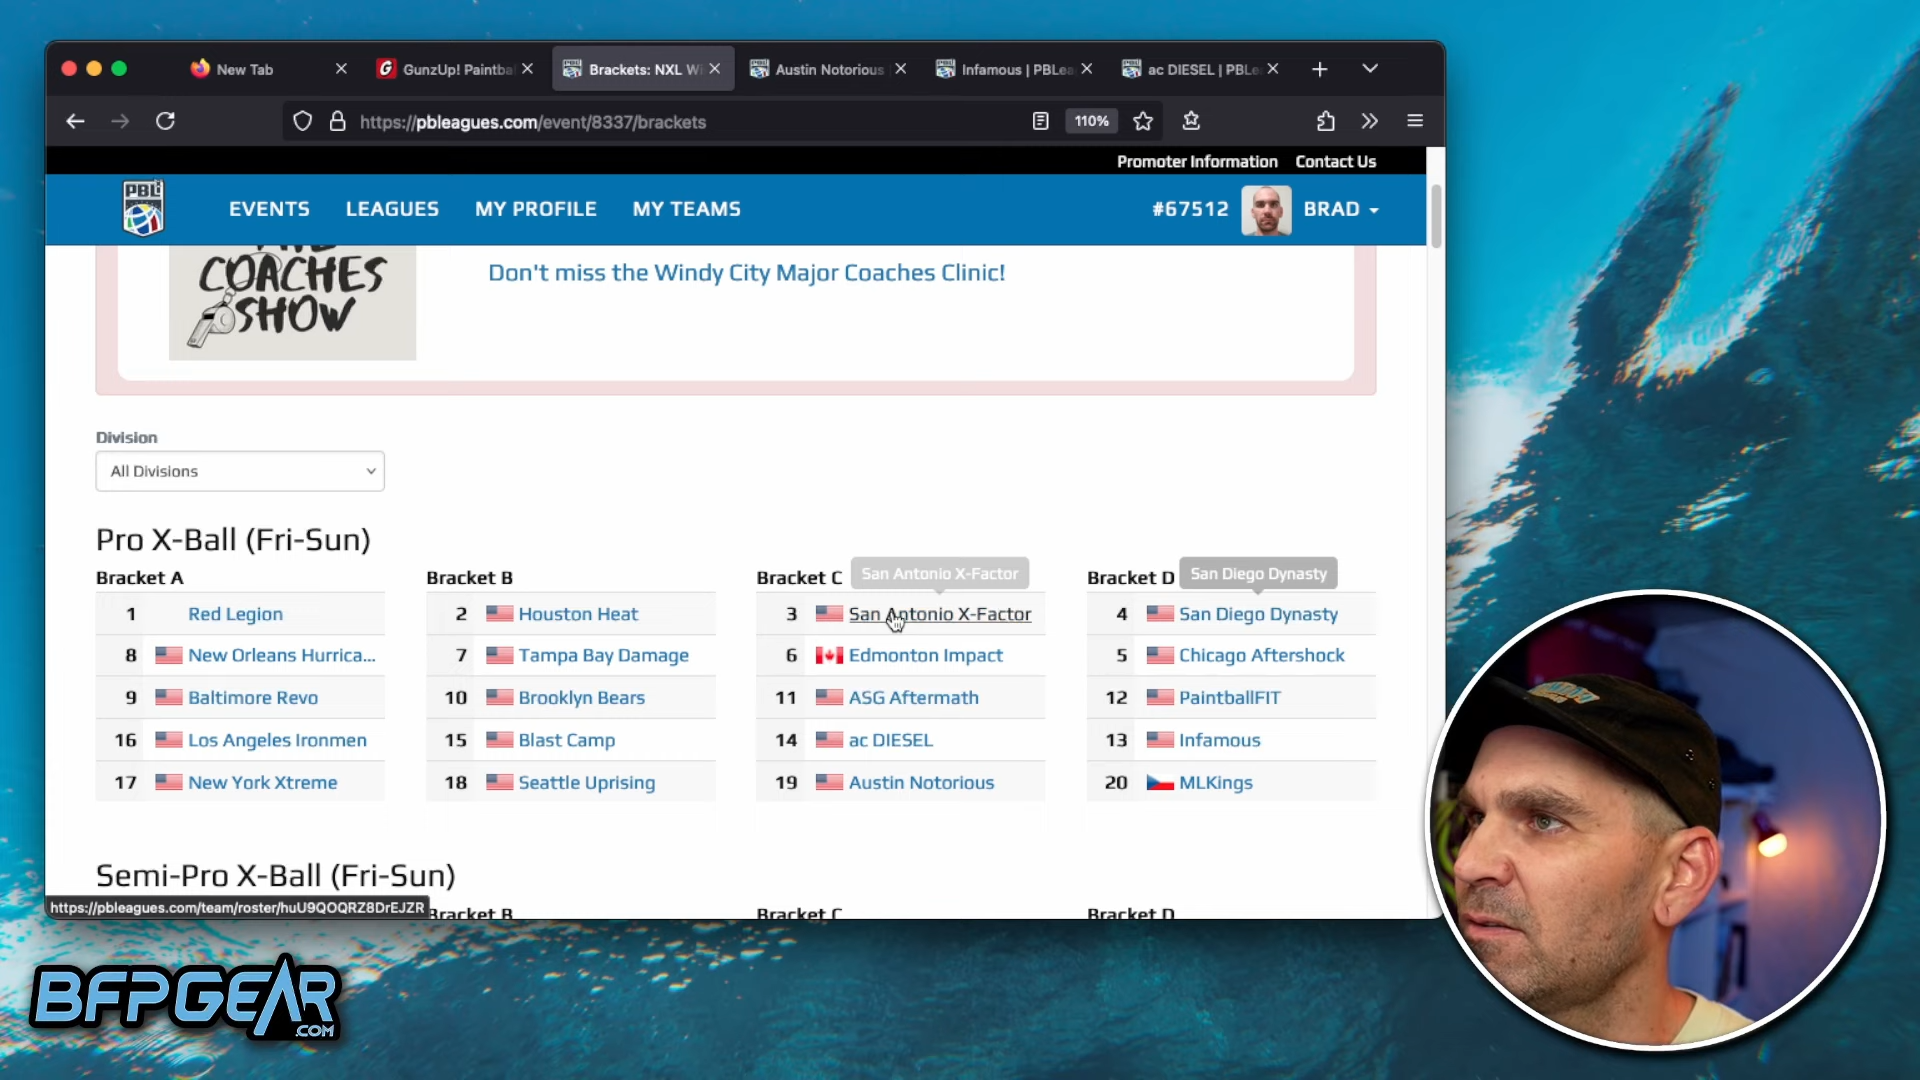 New Tab
GunzUp! Paintba
Brackets: NXL Wi
Austin Notorious
Infamous | PBLea
ac DIESEL | PBLe
https://pbleagues.com/event/8337/brackets
110%
Promoter Information Contact Us
PBL
EVENTS LEAGUES MY PROFILE MY TEAMS
#67512 BRAD
THE
COACHES
SHOW
Don't miss the Windy City Major Coaches Clinic!
Division
All Divisions
Pro X-Ball (Fri-Sun)
Bracket A
1 Red Legion
8 New Orleans Hurrica...
9 Baltimore Revo
16 Los Angeles Ironmen
17 New York Xtreme
Bracket B
2 Houston Heat
7 Tampa Bay Damage
10 Brooklyn Bears
15 Blast Camp
18 Seattle Uprising
Bracket C
San Antonio X-Factor
3 San Antonio X-Factor
6 Edmonton Impact
11 ASG Aftermath
14 ac DIESEL
19 Austin Notorious
Bracket D
San Diego Dynasty
4 San Diego Dynasty
5 Chicago Aftershock
12 PaintballFIT
13 Infamous
20 MLKings
Semi-Pro X-Ball (Fri-Sun)
https://pbleagues.com/team/roster/huU9QOQRZ8DrEJZR
Bracket B
Bracket C
Bracket D
BFPGEAR
.COM